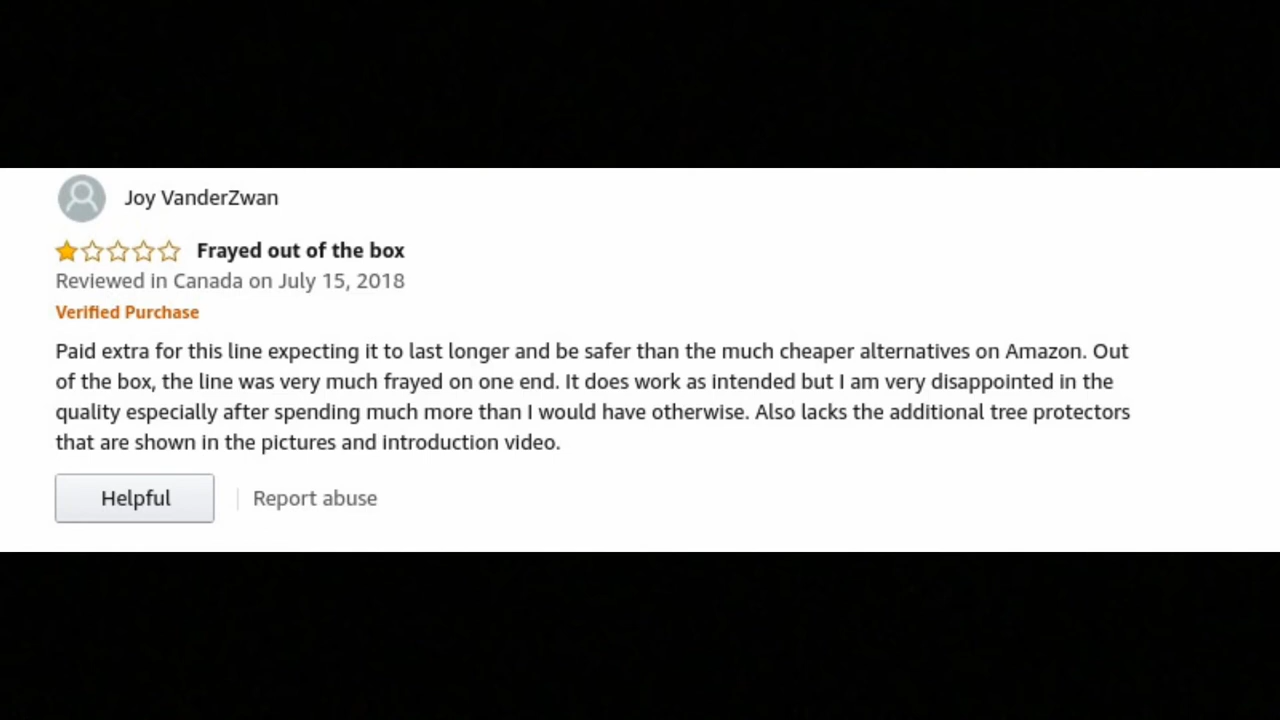 Joy VanderZwan
Frayed out of the box
Reviewed in Canada on July 15, 2018
Verified Purchase
Paid extra for this line expecting it to last longer and be safer than the much cheaper alternatives on Amazon. Out
of the box, the line was very much frayed on one end. It does work as intended but I am very disappointed in the
quality especially after spending much more than I would have otherwise. Also lacks the additional tree protectors
that are shown in the pictures and introduction video.
Helpful
Report abuse